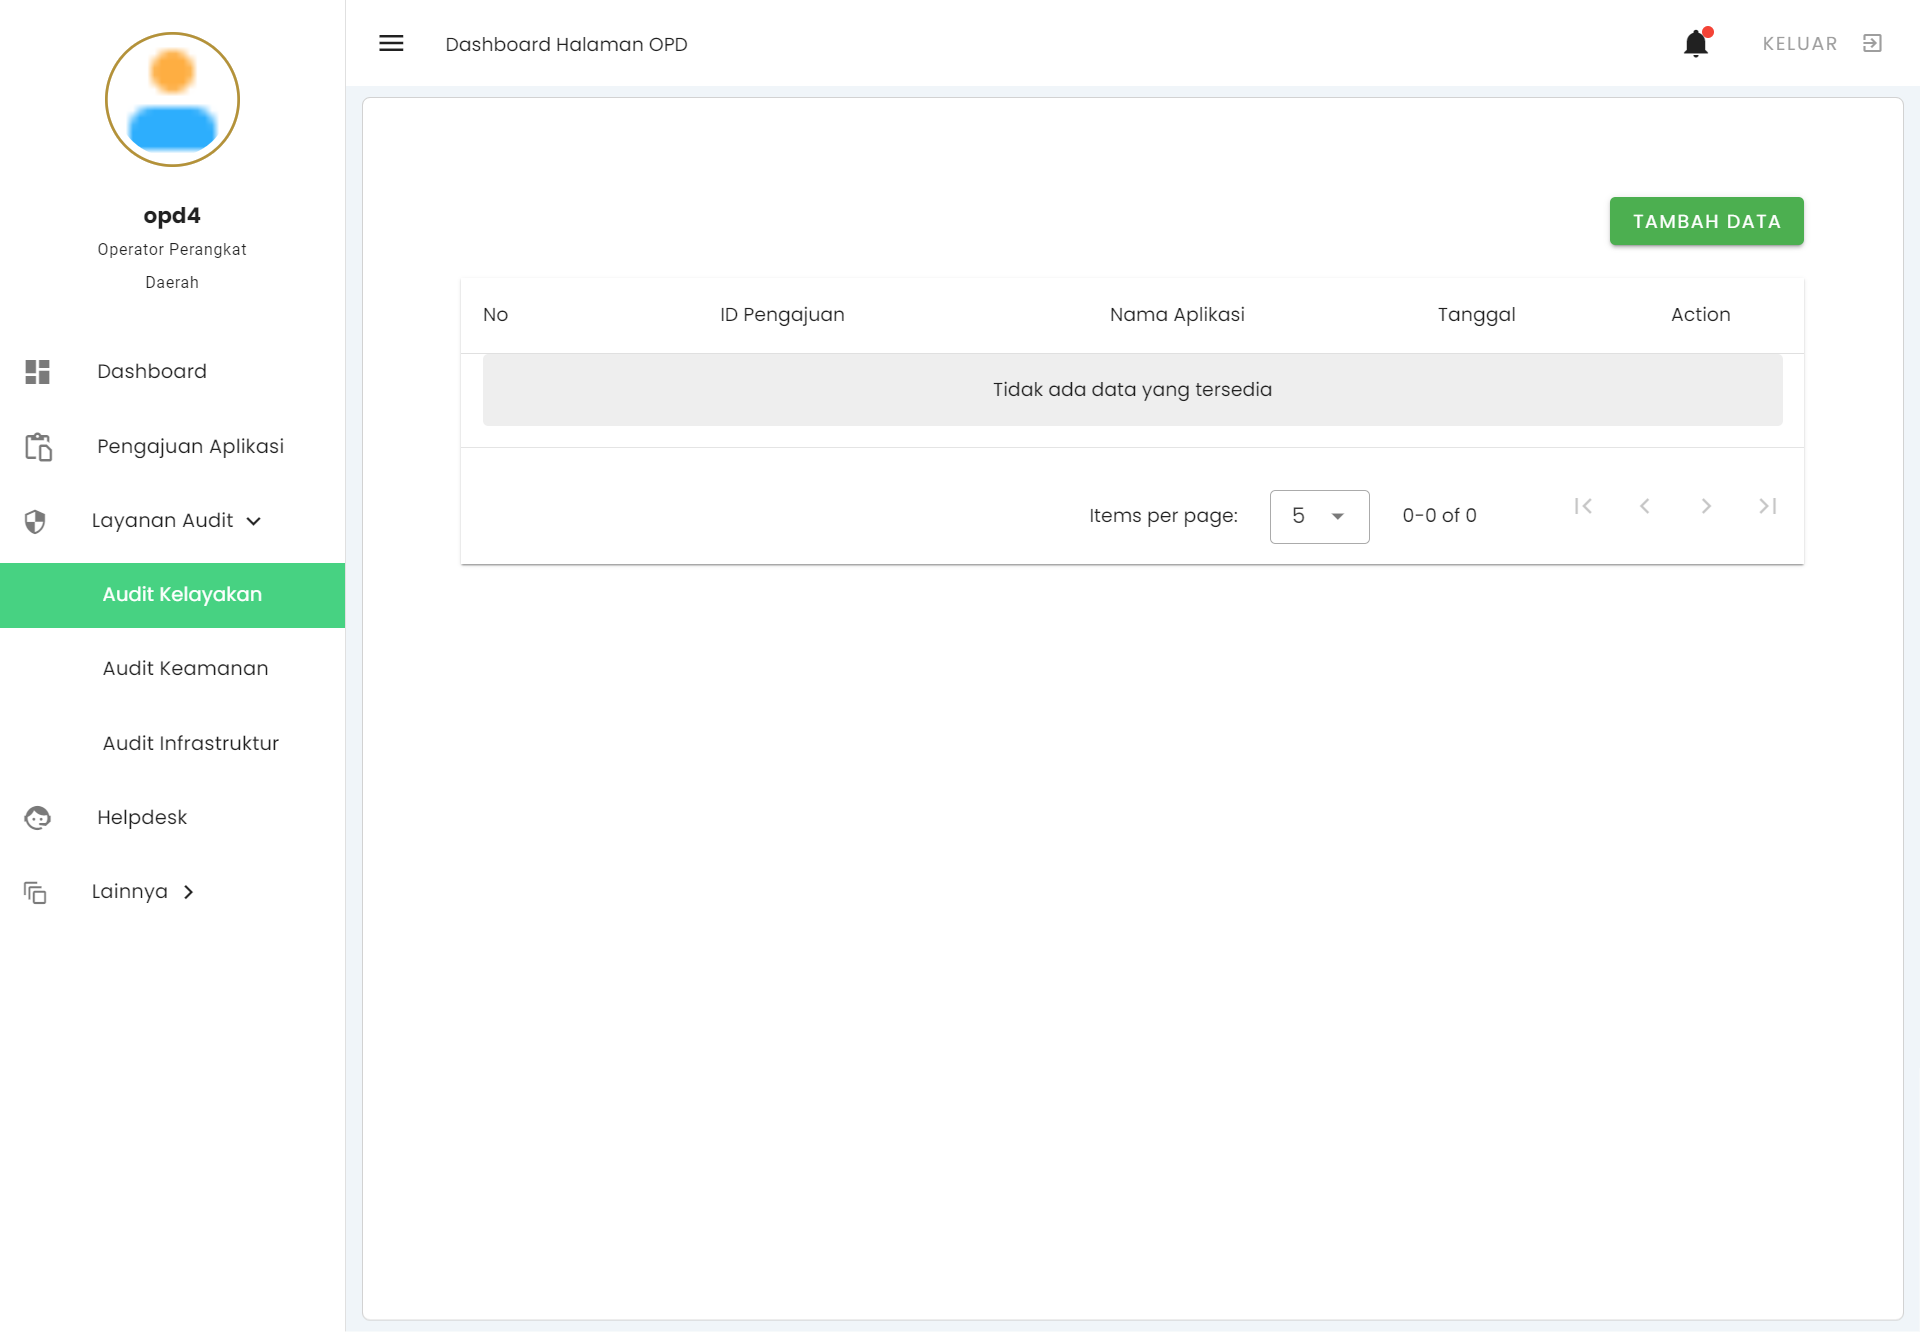 opd4
Operator Perangkat
Daerah
Dashboard
Pengajuan Aplikasi
Layanan Audit
Audit Kelayakan
Audit Keamanan
Audit Infrastruktur
Helpdesk
Lainnya
Dashboard Halaman OPD
KELUAR
TAMBAH DATA
No ID Pengajuan Nama Aplikasi Tanggal Action
Tidak ada data yang tersedia
Items per page: 5 0-0 of 0